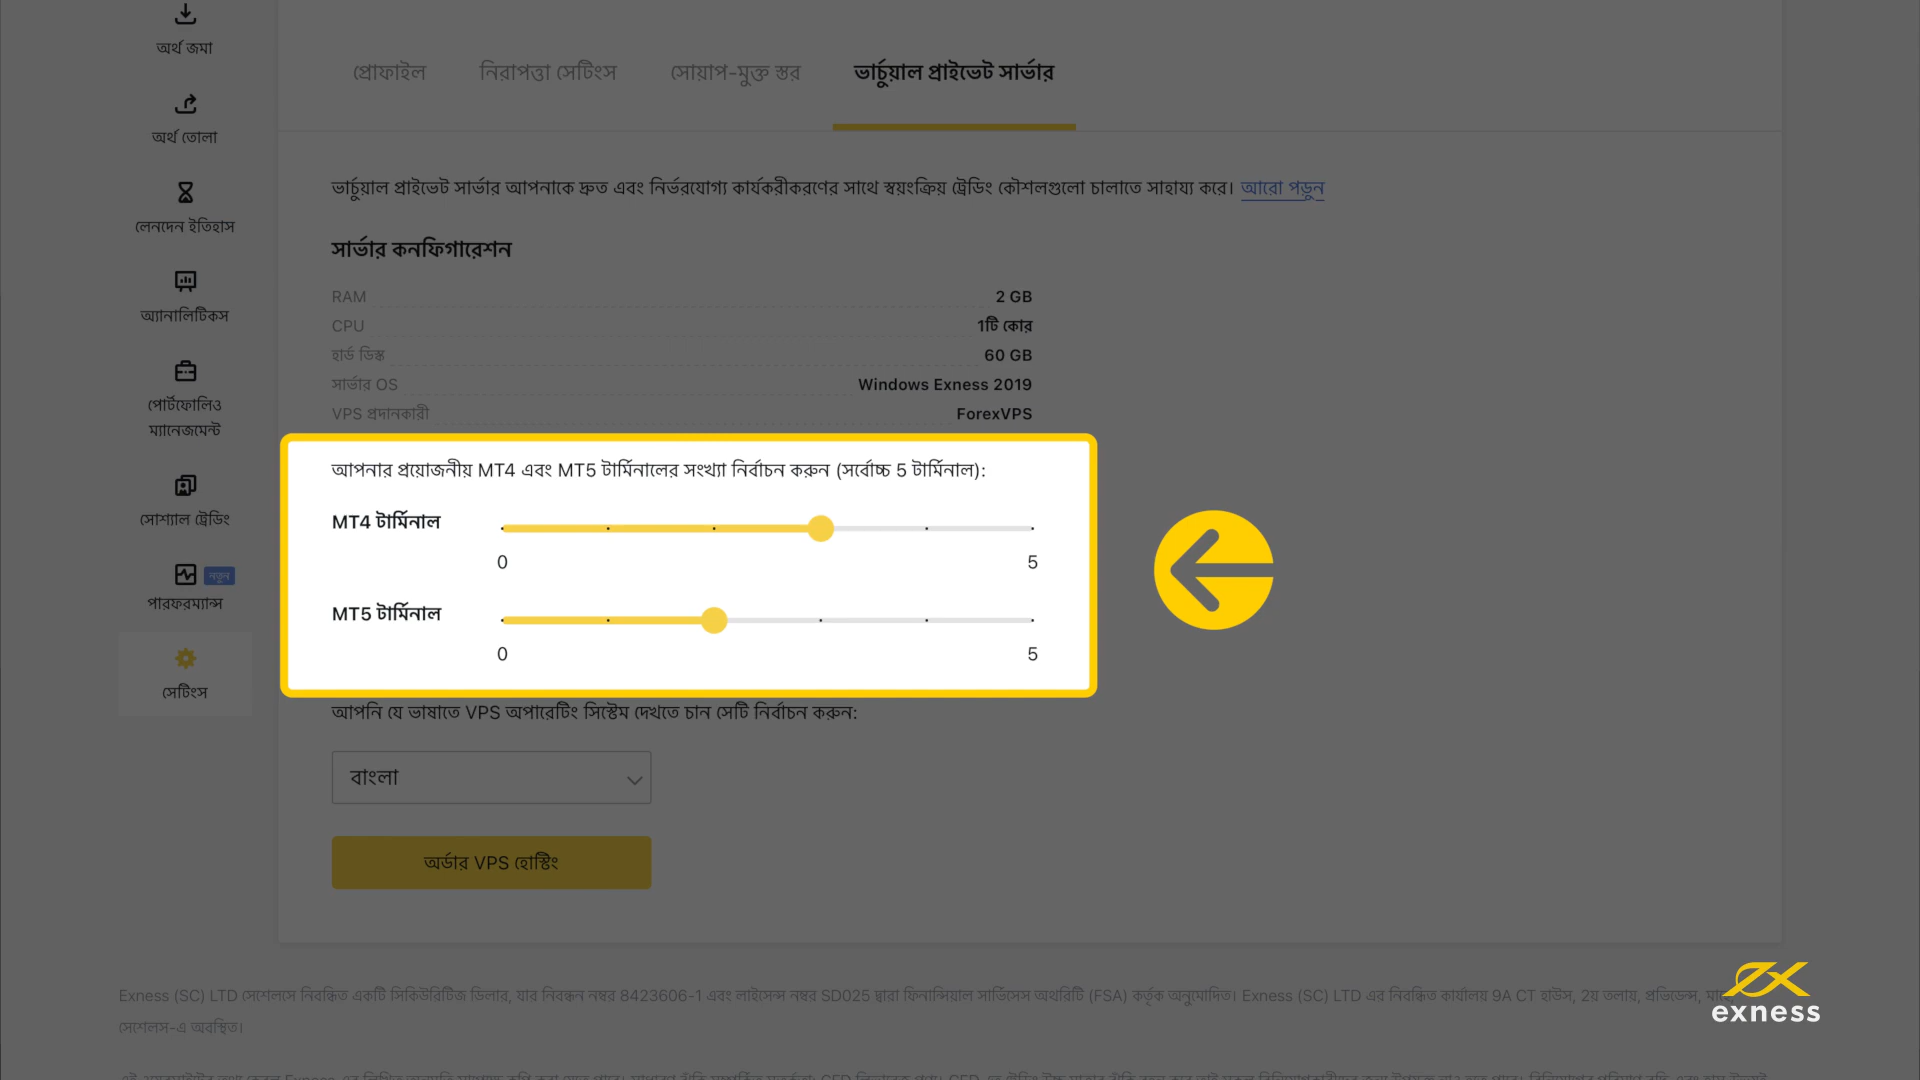 অর্থ জমা
অর্থ তোলা
লেনদেন ইতিহাস
অ্যানালিটিকস
পোর্টফোলিও
ম্যানেজমেন্ট
সোশ্যাল ট্রেডিং
নতুন
পারফরম্যান্স
সেটিংস
প্রোফাইল
নিরাপত্তা সেটিংস
সোয়াপ-মুক্ত স্তর
ভার্চুয়াল প্রাইভেট সার্ভার
ভার্চুয়াল প্রাইভেট সার্ভার আপনাকে দ্রুত এবং নির্ভরযোগ্য কার্যকরীকরণের সাথে স্বয়ংক্রিয় ট্রেডিং কৌশলগুলো চালাতে সাহায্য করে। আরো পড়ুন
সার্ভার কনফিগারেশন
RAM 2 GB
CPU 1টি কোর
হার্ড ডিস্ক 60 GB
সার্ভার OS Windows Exness 2019
VPS প্রদানকারী ForexVPS
আপনার প্রয়োজনীয় MT4 এবং MT5 টার্মিনালের সংখ্যা নির্বাচন করুন (সর্বোচ্চ 5 টার্মিনাল):
MT4 টার্মিনাল
0 5
MT5 টার্মিনাল
0 5
আপনি যে ভাষাতে VPS অপারেটিং সিস্টেম দেখতে চান সেটি নির্বাচন করুন:
বাংলা
অর্ডার VPS হোস্টিং
Exness (SC) LTD সেশেলসে নিবন্ধিত একটি সিকিউরিটিজ ডিলার, যার নিবন্ধন নম্বর 8423606-1 এবং লাইসেন্স নম্বর SD025 দ্বারা ফিনান্সিয়াল সার্ভিসেস অথরিটি (FSA) কর্তৃক অনুমোদিত। Exness (SC) LTD এর নিবন্ধিত কার্যালয় 9A CT হাউস, 2য় তলায়, প্রভিডেন্স,
সেশেলস-এ অবস্থিত।
exness